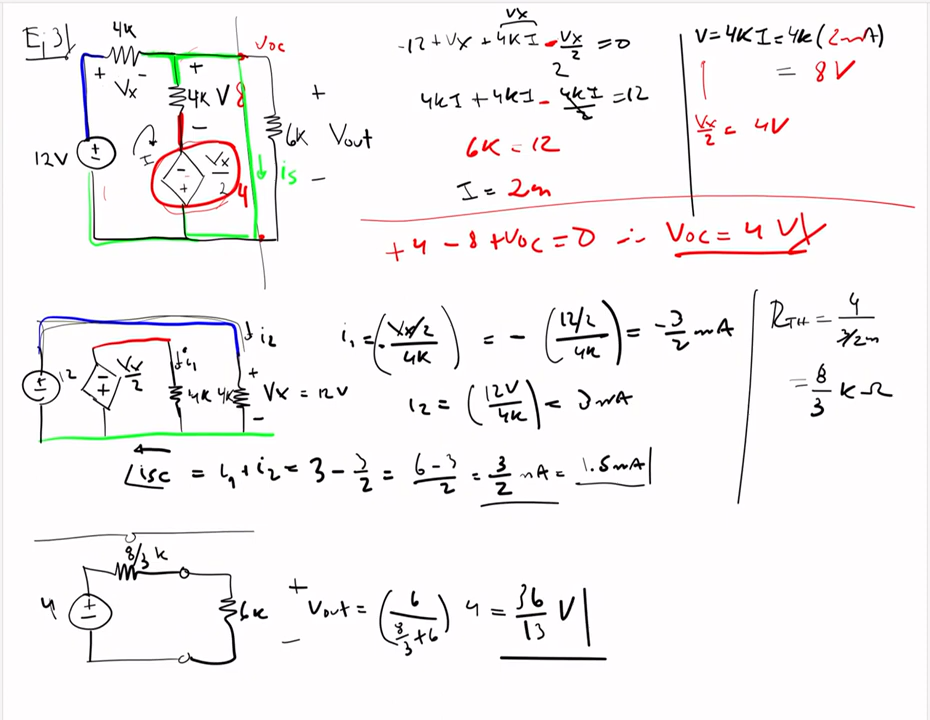 Ej 3
4K
+ Vx -
12V
I
+
4K V 8
-
Vx/2
4
Voc
is
+
6K Vout
-
Vx
-12 + Vx + 4KI - Vx/2 = 0
4KI + 4KI - 4KI/2 = 12
6K = 12
I = 2m
V = 4KI = 4K (2mA)
= 8V
Vx/2 = 4V
+4 - 8 + Voc = 0 ∴ Voc = 4 V
12
Vx/2
i1
4K
4K
i2
+
Vx = 12V
-
i1 = (-Vx/2 / 4K) = - (12/2 / 4K) = -3/2 mA
i2 = (12V / 4K) = 3 mA
isc = i1 + i2 = 3 - 3/2 = 6-3/2 = 3/2 mA = 1.5mA
RTH = 4 / 3/2m
= 8/3 K Ω
8/3 K
4
6K
+
Vout = (6 / 8/3 + 6) 4 = 36/13 V
-